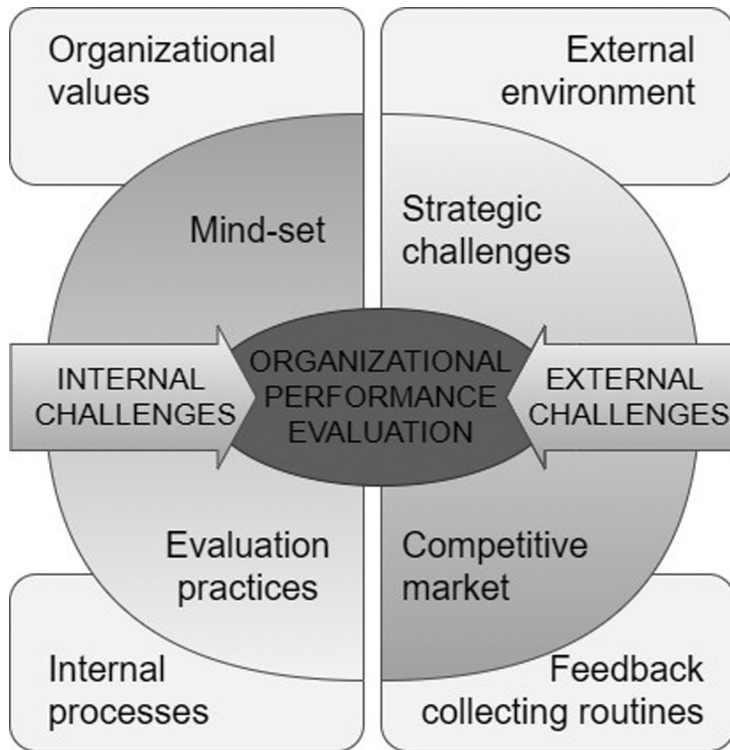 Organizational
values
External
environment
Mind-set
Strategic
challenges
INTERNAL
CHALLENGES
ORGANIZATIONAL
PERFORMANCE
EVALUATION
EXTERNAL
CHALLENGES
Evaluation
practices
Competitive
market
Internal
processes
Feedback
collecting routines